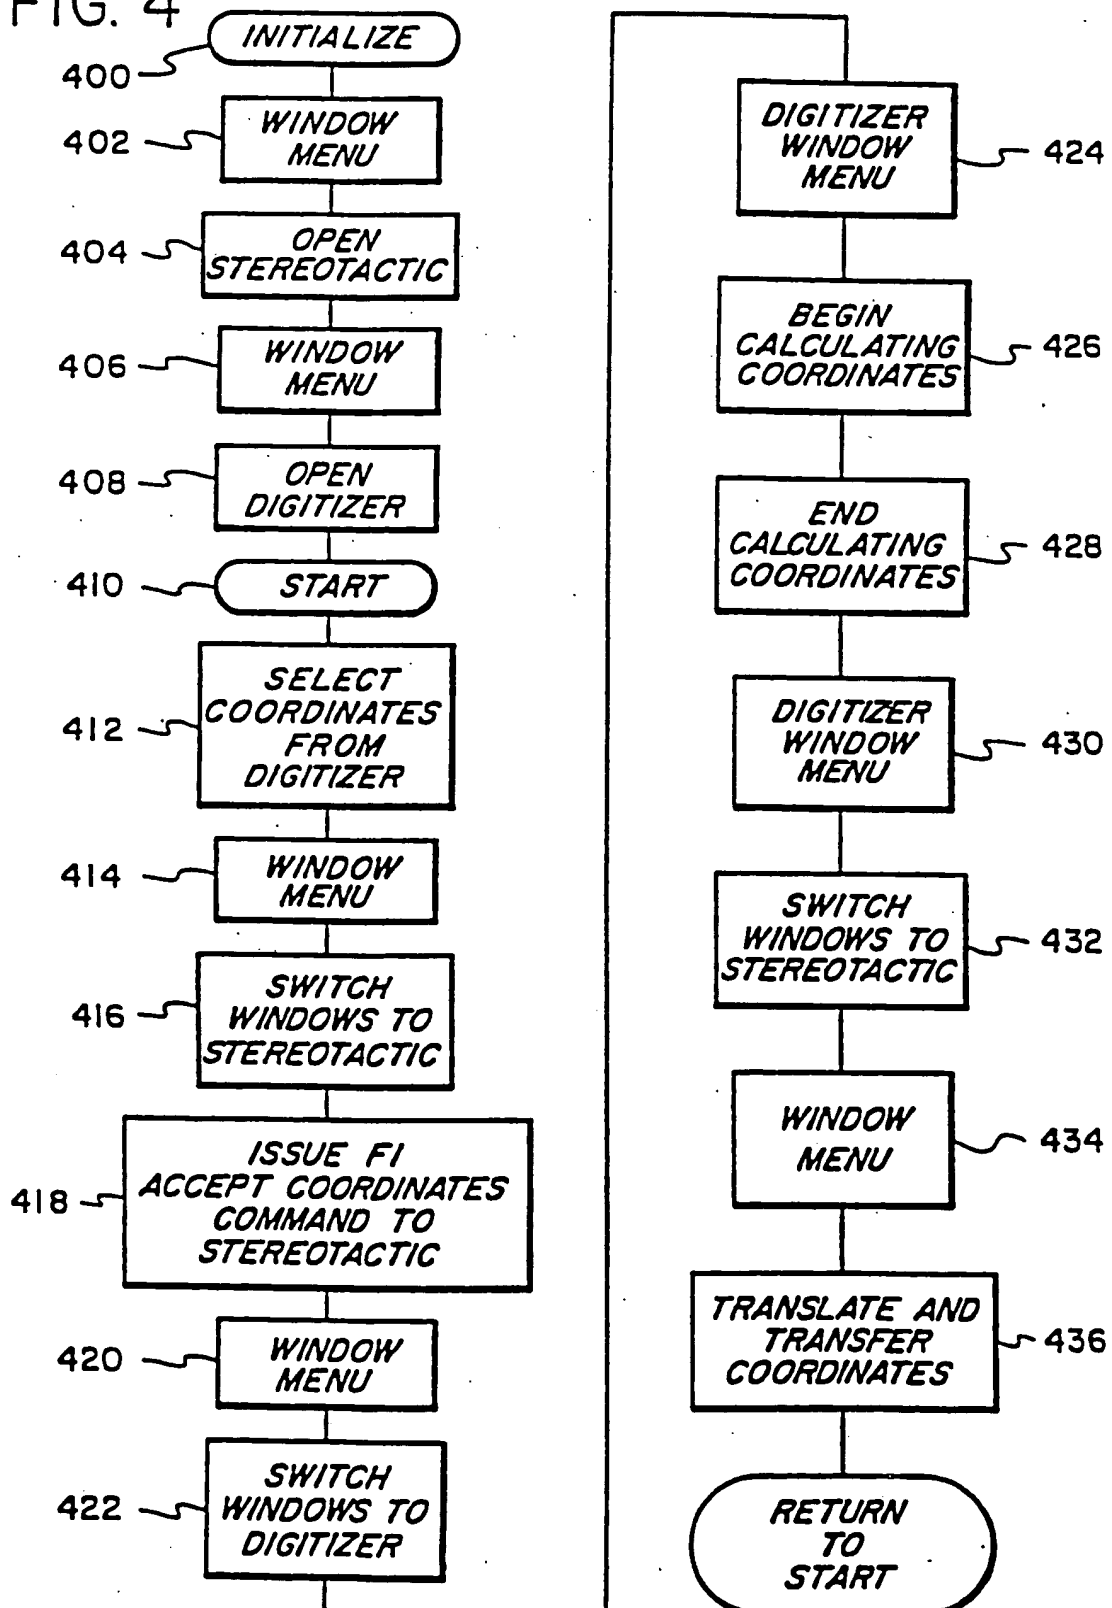 FIG. 4
INITIALIZE
400
WINDOW
MENU
402
OPEN
STEREOTACTIC
404
WINDOW
MENU
406
OPEN
DIGITIZER
408
START
410
SELECT
COORDINATES
FROM
DIGITIZER
412
WINDOW
MENU
414
SWITCH
WINDOWS TO
STEREOTACTIC
416
ISSUE F1
ACCEPT COORDINATES
COMMAND TO
STEREOTACTIC
418
WINDOW
MENU
420
SWITCH
WINDOWS TO
DIGITIZER
422
DIGITIZER
WINDOW
MENU
424
BEGIN
CALCULATING
COORDINATES
426
END
CALCULATING
COORDINATES
428
DIGITIZER
WINDOW
MENU
430
SWITCH
WINDOWS TO
STEREOTACTIC
432
WINDOW
MENU
434
TRANSLATE AND
TRANSFER
COORDINATES
436
RETURN
TO
START